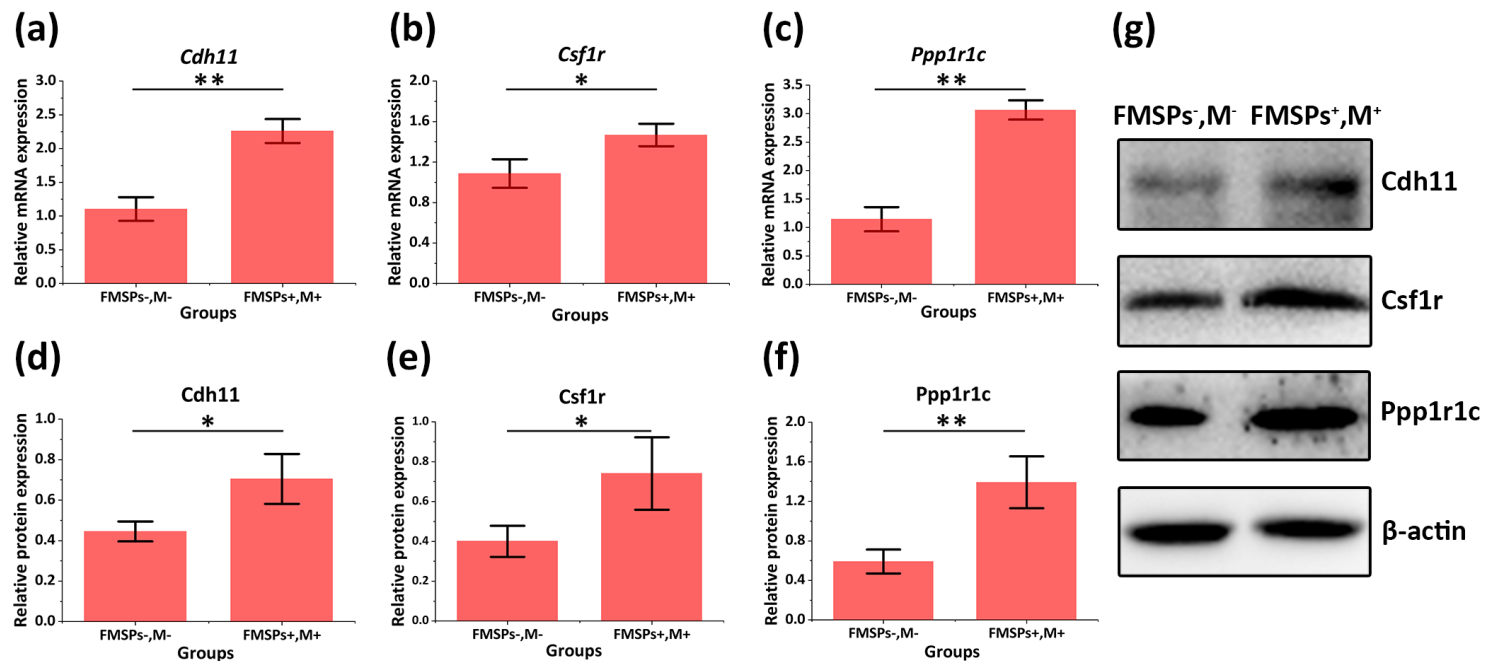 (a)
Cdh11
**
Relative mRNA expression
3.0
2.5
2.0
1.5
1.0
0.5
0.0
FMSPs-,M-
FMSPs+,M+
Groups
(b)
Csf1r
*
Relative mRNA expression
2.0
1.6
1.2
0.8
0.4
0.0
FMSPs-,M-
FMSPs+,M+
Groups
(c)
Ppp1r1c
**
Relative mRNA expression
3.5
3.0
2.5
2.0
1.5
1.0
0.5
0.0
FMSPs-,M-
FMSPs+,M+
Groups
(d)
Cdh11
*
Relative protein expression
1.0
0.8
0.6
0.4
0.2
0.0
FMSPs-,M-
FMSPs+,M+
Groups
(e)
Csf1r
*
Relative protein expression
1.0
0.8
0.6
0.4
0.2
0.0
FMSPs-,M-
FMSPs+,M+
Groups
(f)
Ppp1r1c
**
Relative protein expression
2.0
1.6
1.2
0.8
0.4
0.0
FMSPs-,M-
FMSPs+,M+
Groups
(g)
FMSPs⁻,M⁻ FMSPs⁺,M⁺
Cdh11
Csf1r
Ppp1r1c
β-actin